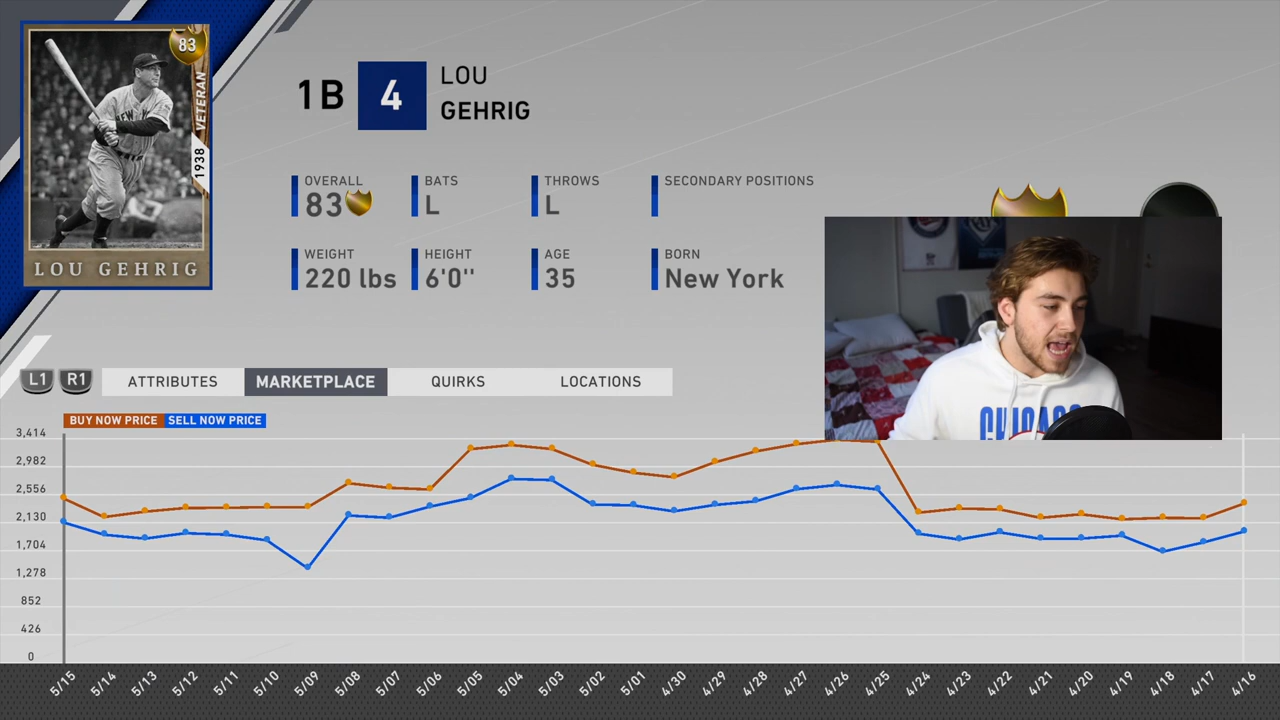 83
1938 VETERAN
NEW YORK
LOU GEHRIG
1B 4 LOU GEHRIG
OVERALL
83
BATS
L
THROWS
L
SECONDARY POSITIONS
WEIGHT
220 lbs
HEIGHT
6'0"
AGE
35
BORN
New York
L1 R1 ATTRIBUTES MARKETPLACE QUIRKS LOCATIONS
CHICAGO
BUY NOW PRICE SELL NOW PRICE
3,414
2,982
2,556
2,130
1,704
1,278
852
426
0
5/15 5/14 5/13 5/12 5/11 5/10 5/09 5/08 5/07 5/06 5/05 5/04 5/03 5/02 5/01 4/30 4/29 4/28 4/27 4/26 4/25 4/24 4/23 4/22 4/21 4/20 4/19 4/18 4/17 4/16